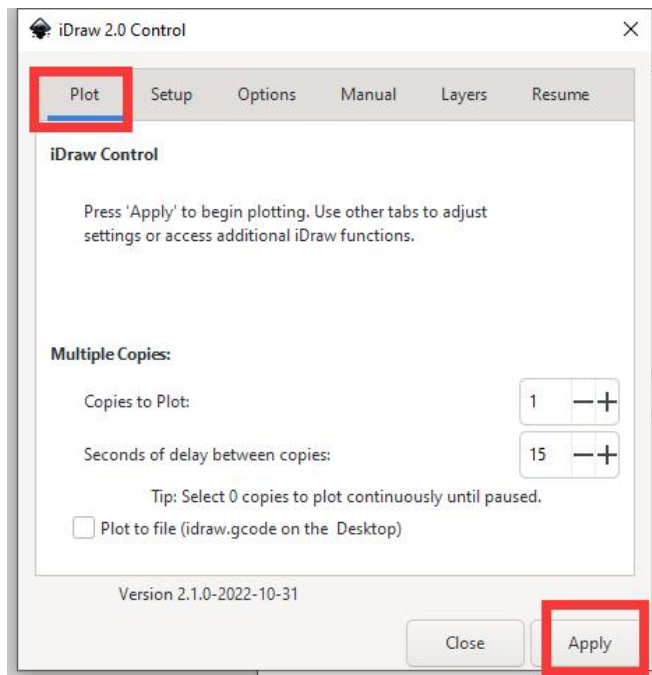 iDraw 2.0 Control
Plot Setup Options Manual Layers Resume
iDraw Control
Press 'Apply' to begin plotting. Use other tabs to adjust
settings or access additional iDraw functions.
Multiple Copies:
Copies to Plot: 1
Seconds of delay between copies: 15
Tip: Select 0 copies to plot continuously until paused.
Plot to file (idraw.gcode on the Desktop)
Version 2.1.0-2022-10-31
Close Apply